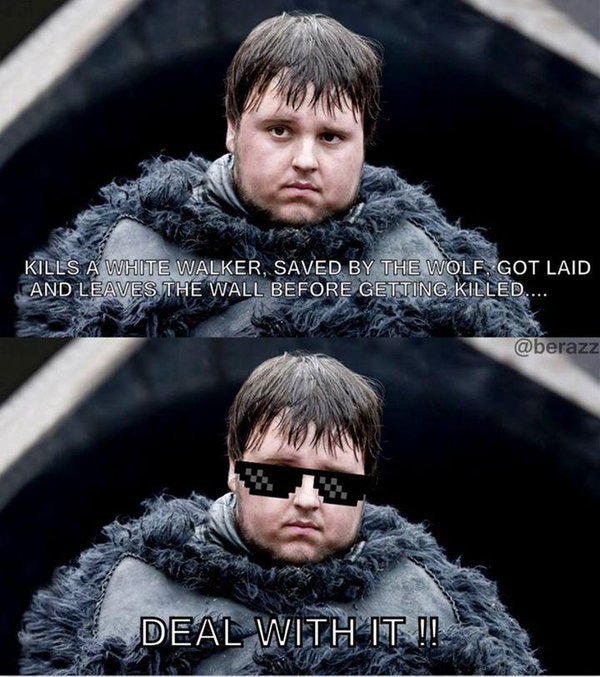 KILLS A WHITE WALKER, SAVED BY THE WOLF, GOT LAID
AND LEAVES THE WALL BEFORE GETTING KILLED....
@berazz
DEAL WITH IT !!